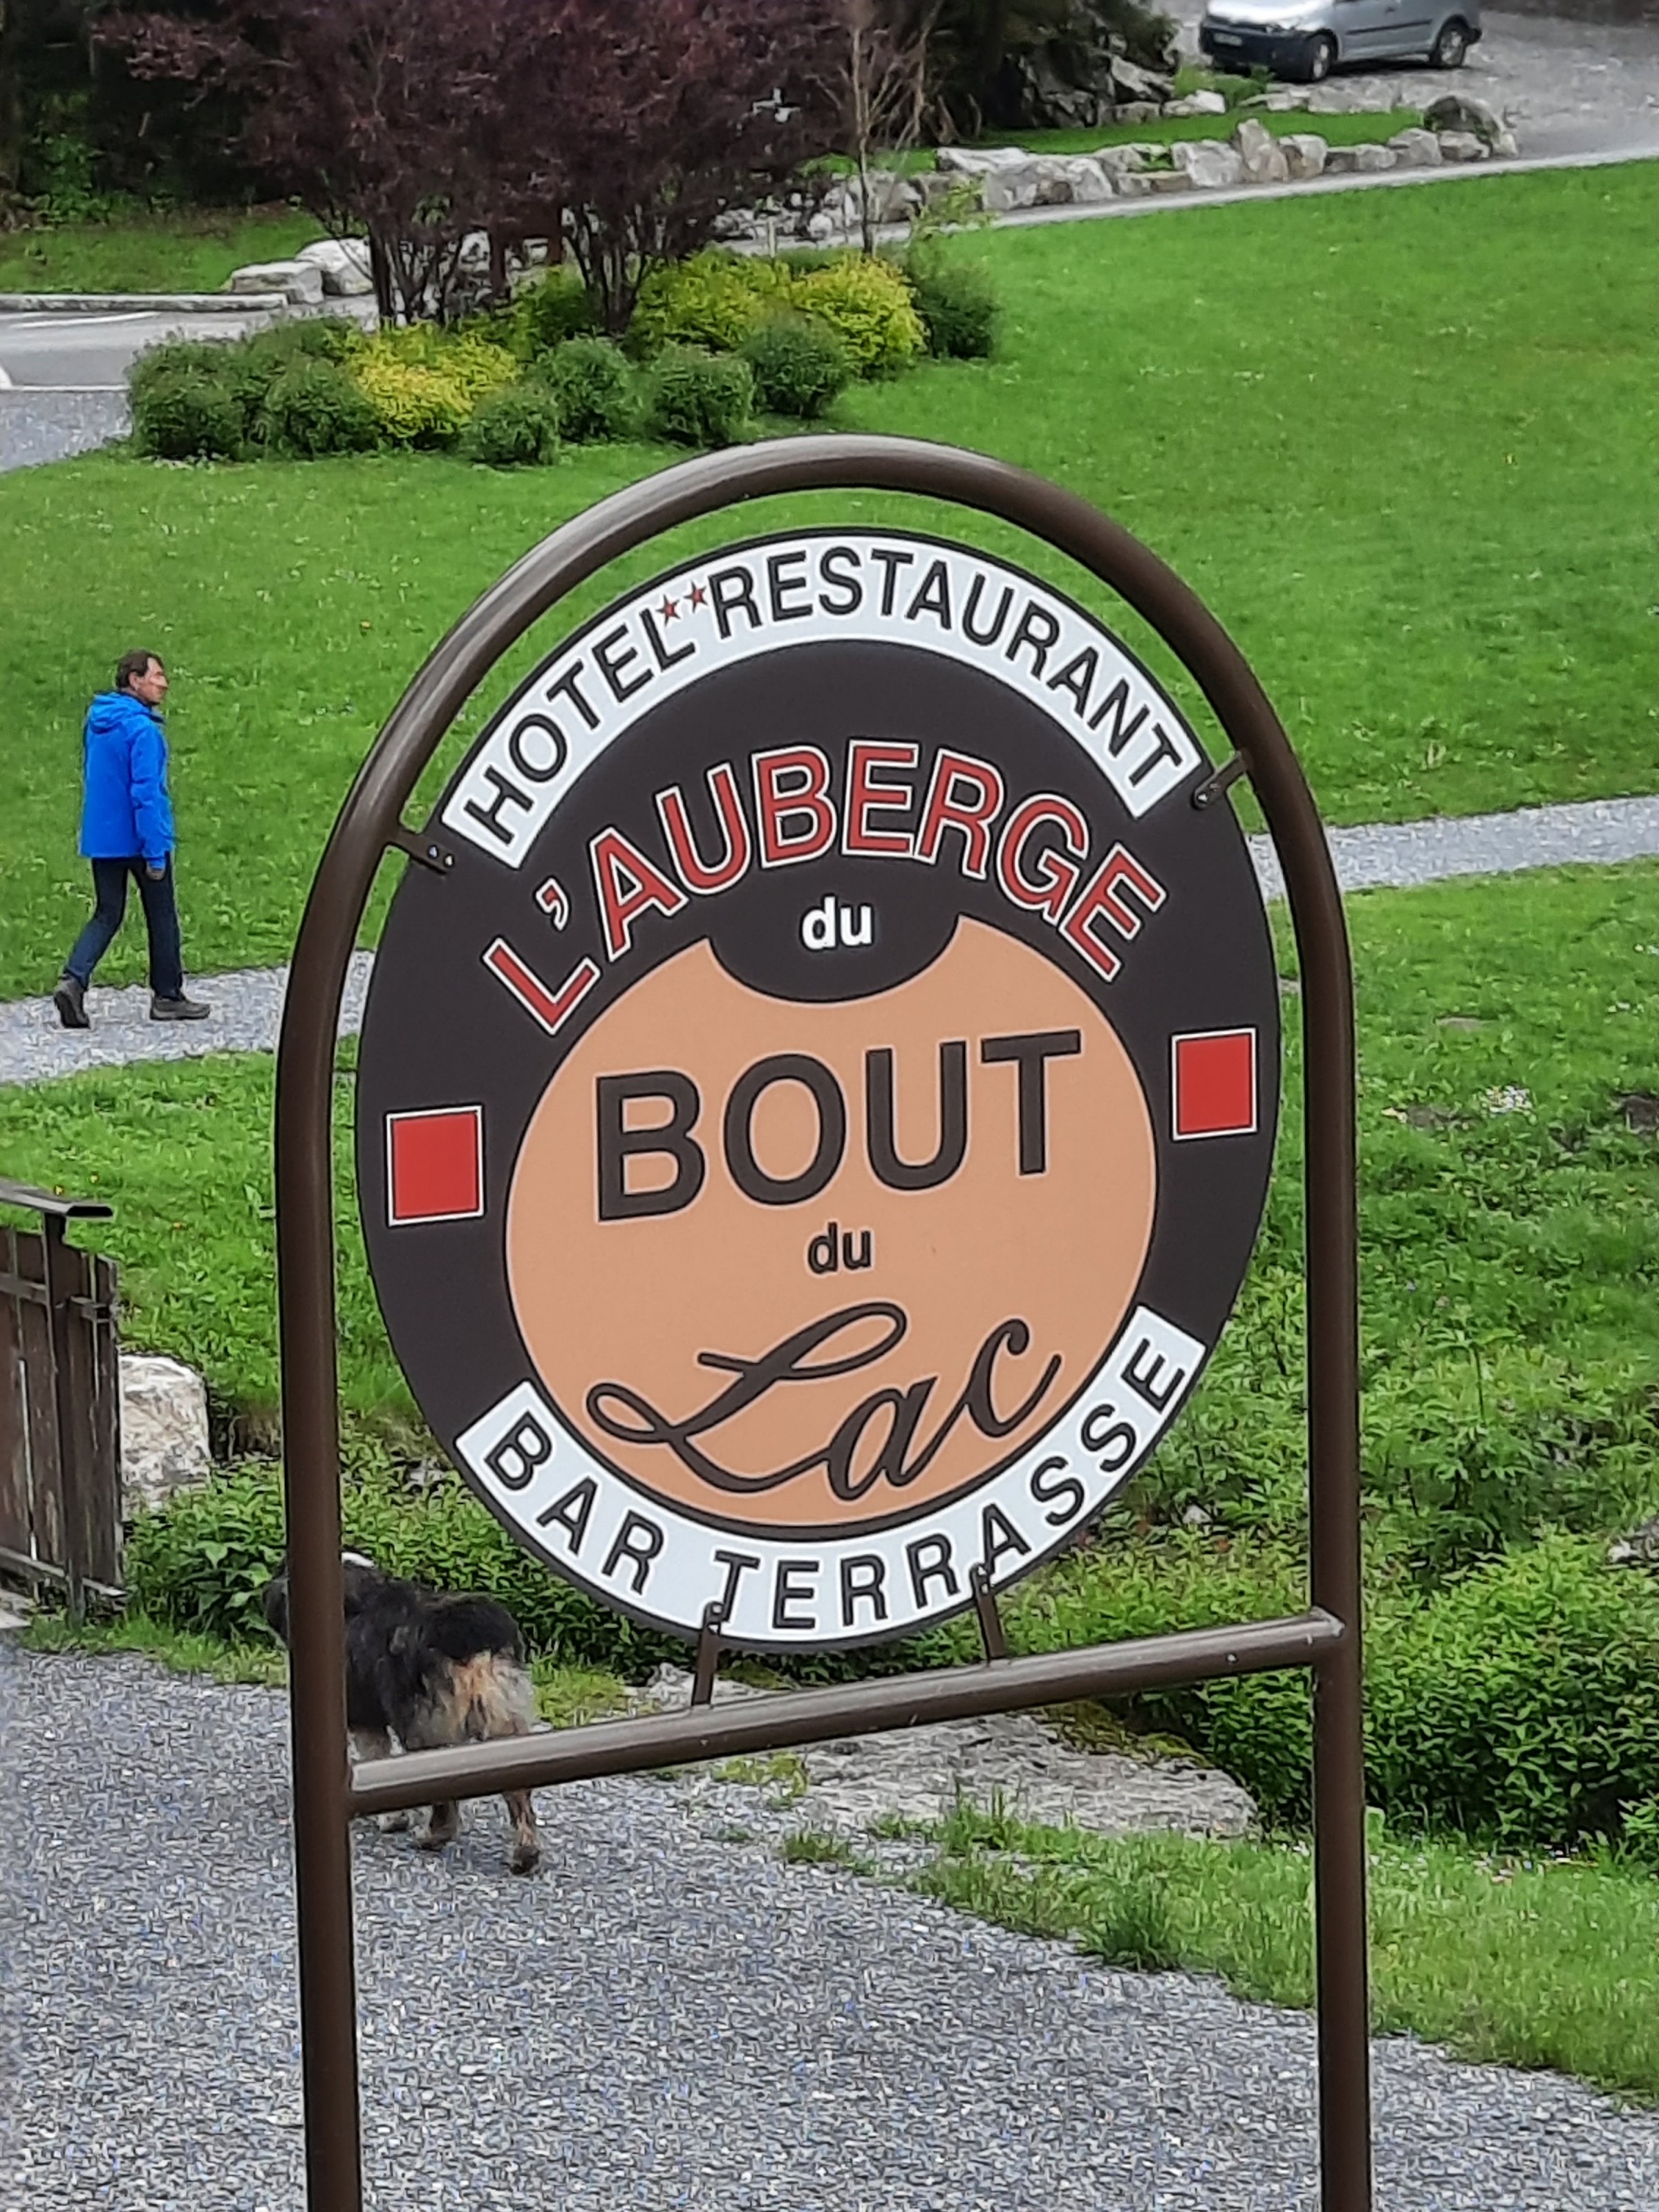 HOTEL★★RESTAURANT
L'AUBERGE
du
BOUT
du
Lac
BAR TERRASSE